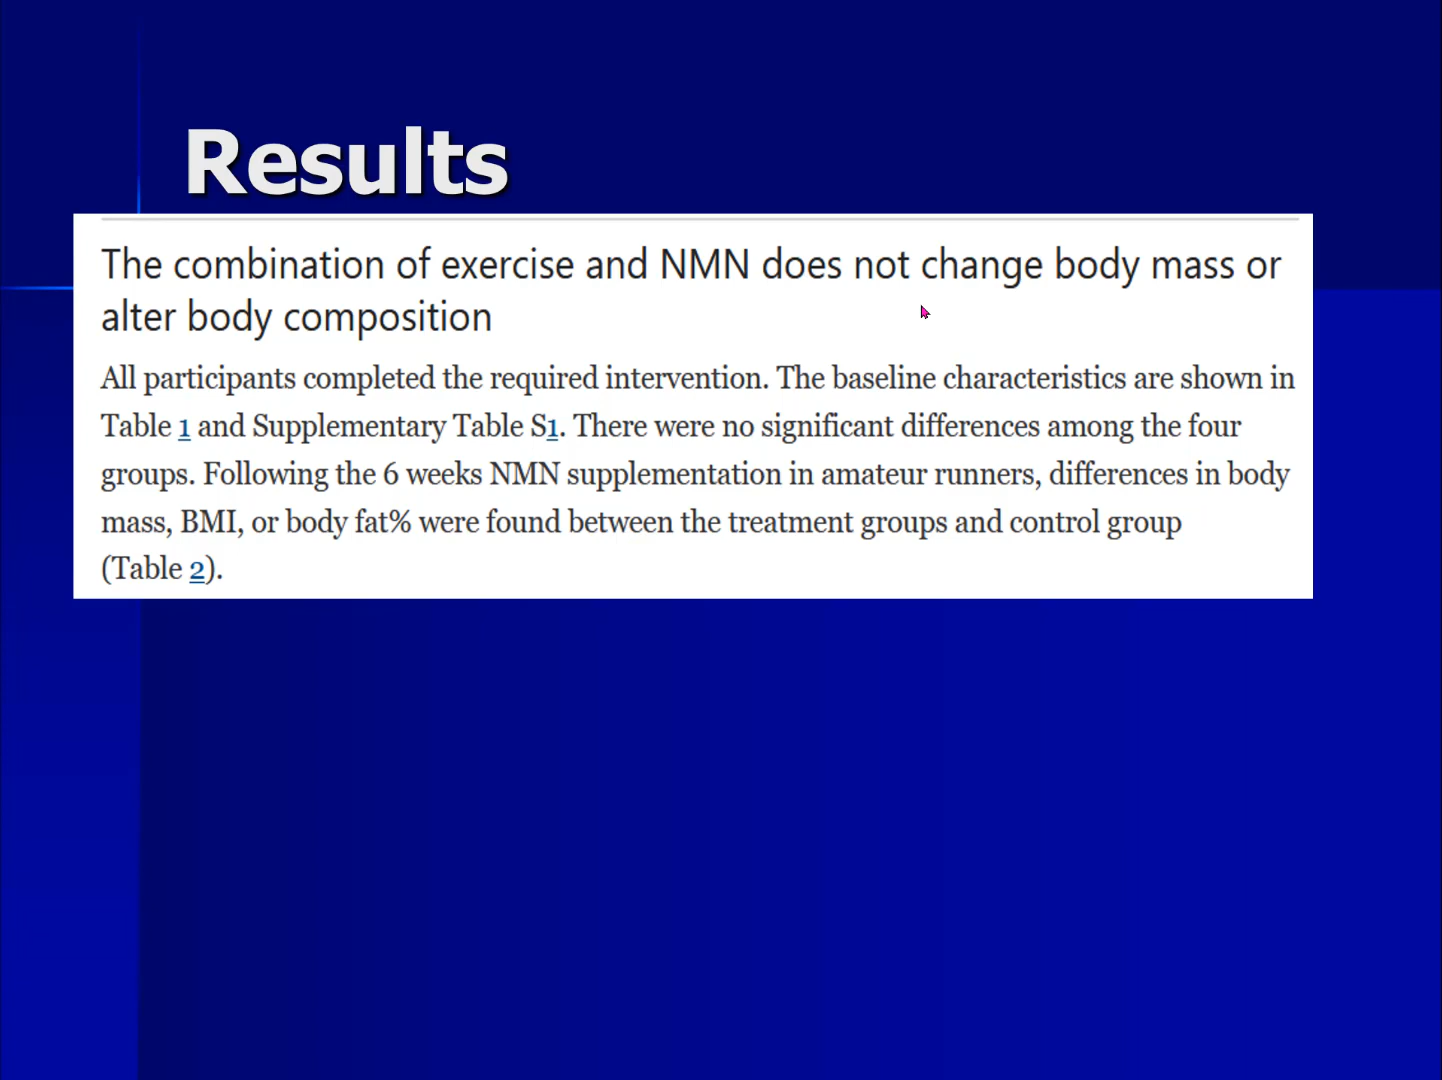 Results
The combination of exercise and NMN does not change body mass or
alter body composition
All participants completed the required intervention. The baseline characteristics are shown in
Table 1 and Supplementary Table S1. There were no significant differences among the four
groups. Following the 6 weeks NMN supplementation in amateur runners, differences in body
mass, BMI, or body fat% were found between the treatment groups and control group
(Table 2).